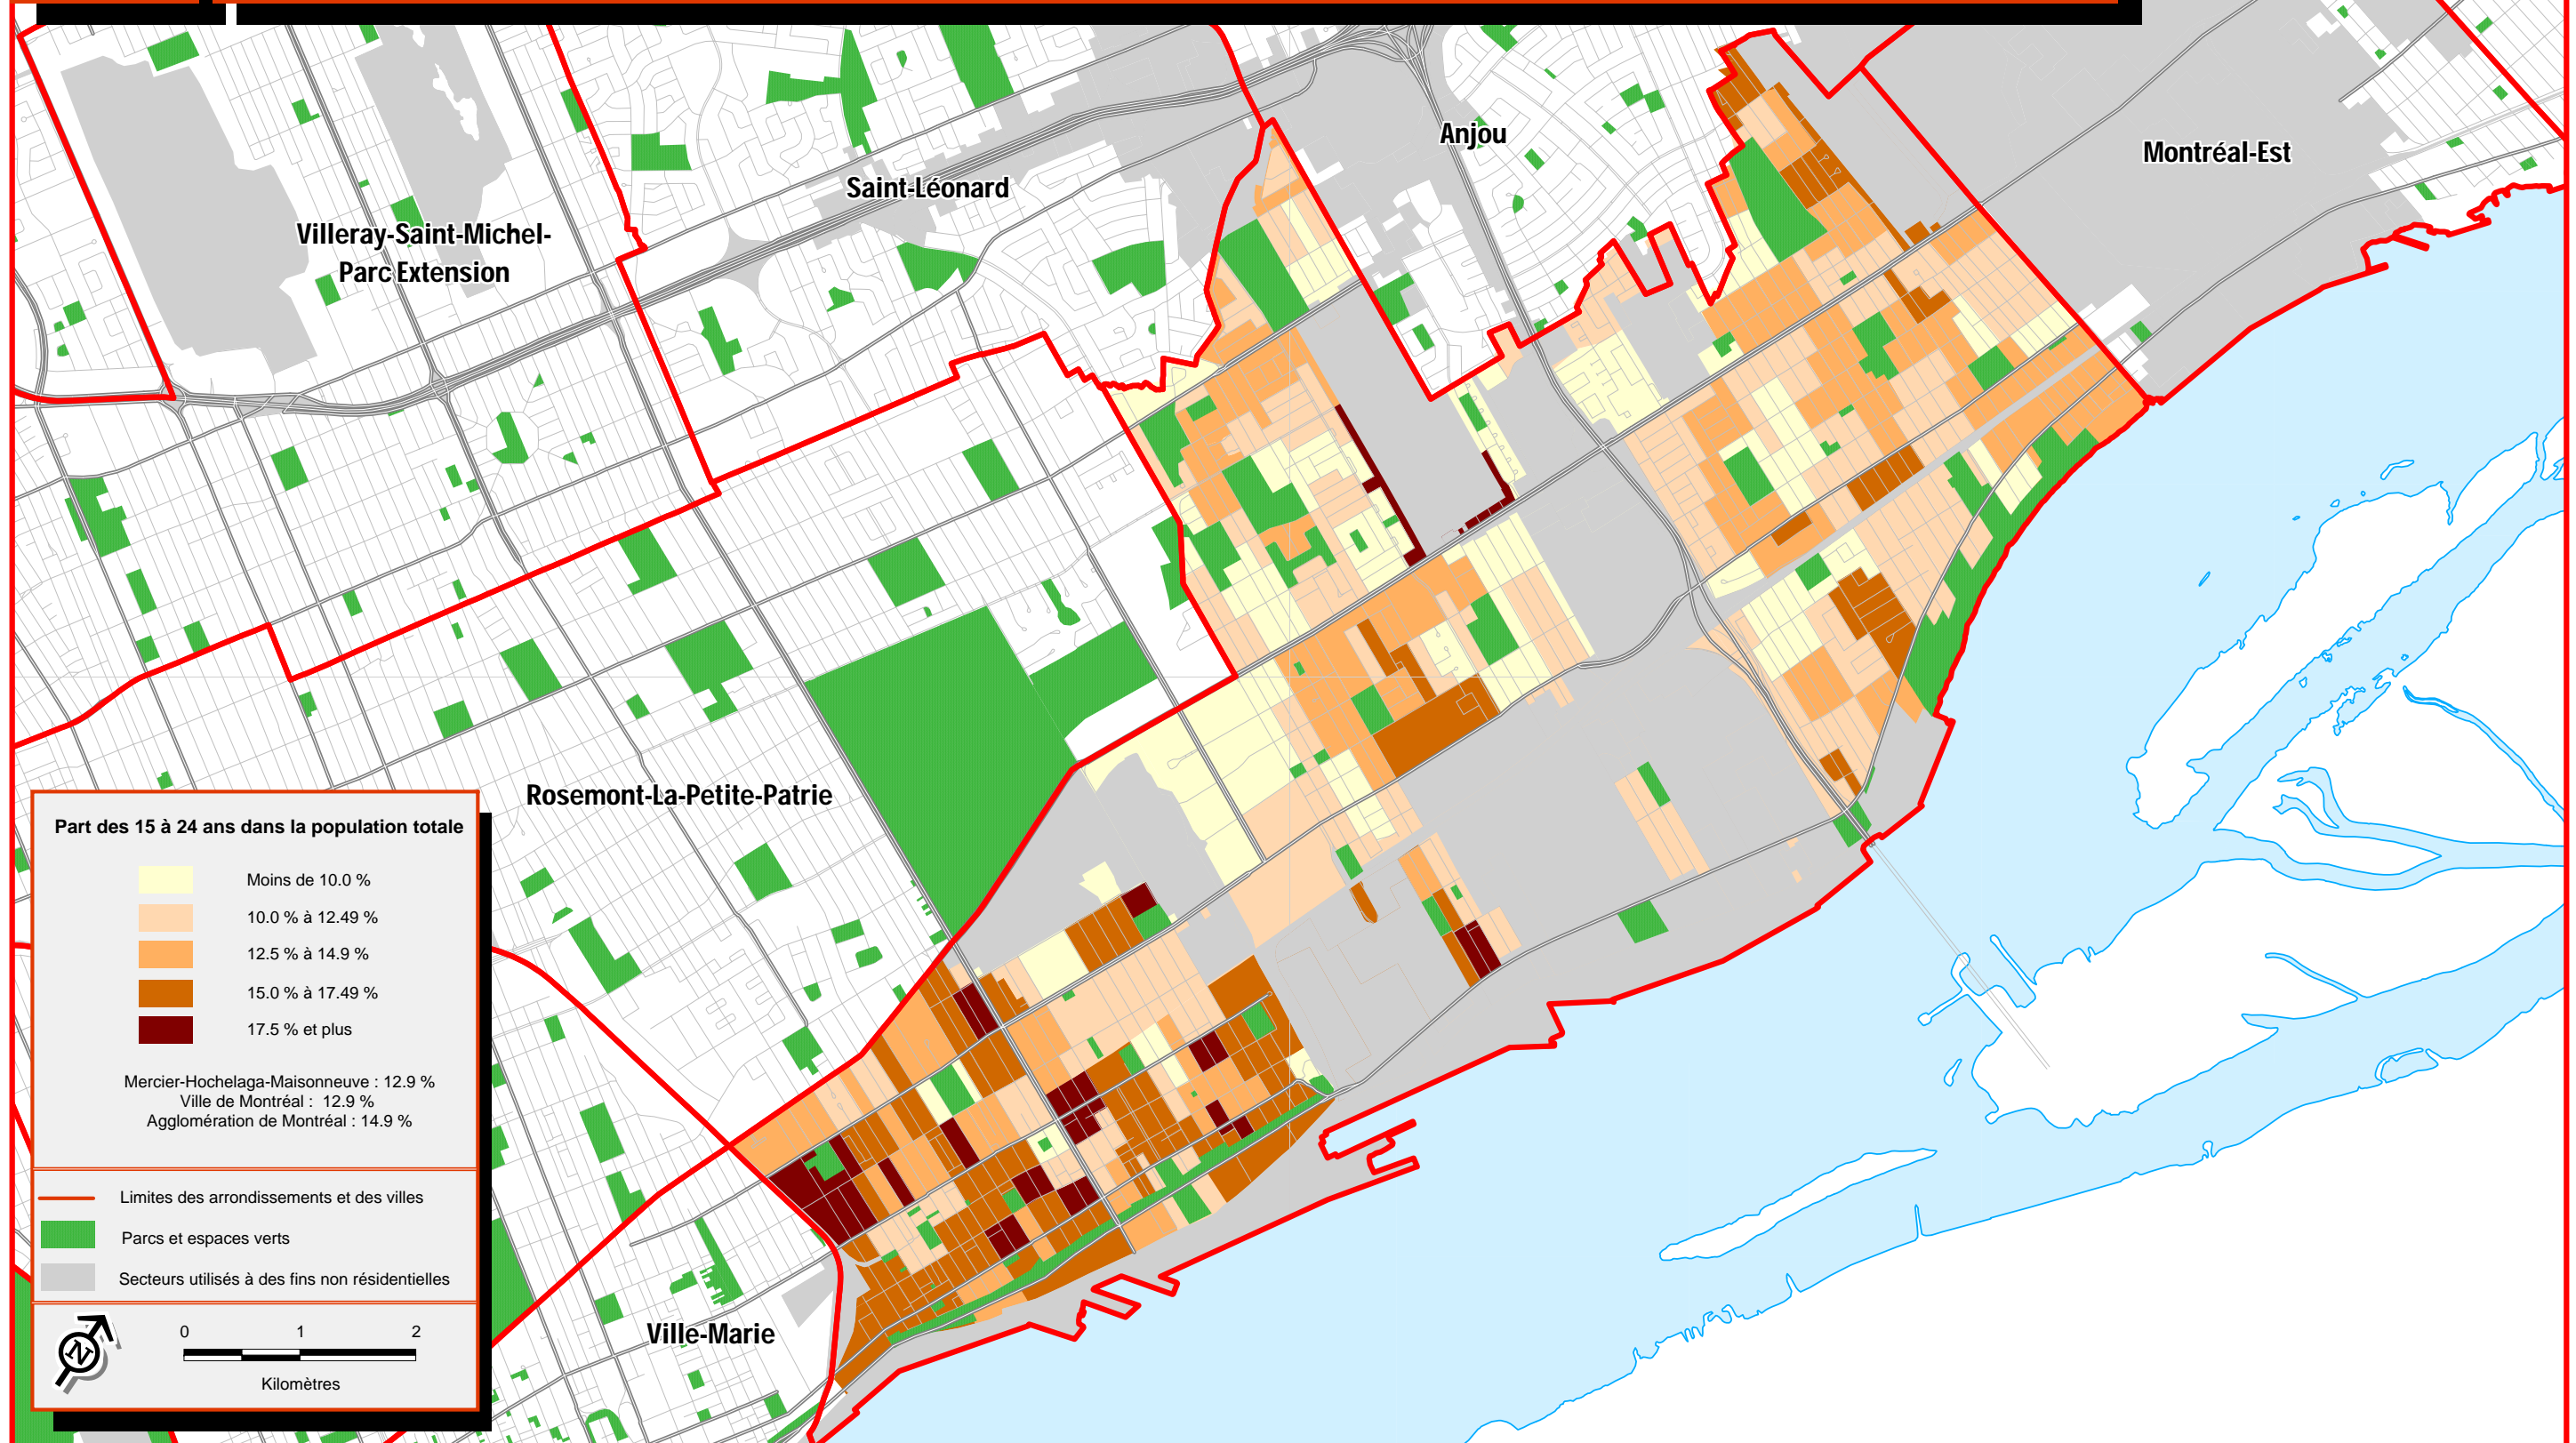 Anjou
Montréal-Est
Saint-Léonard
Villeray-Saint-Michel-
Parc Extension
Rosemont-La-Petite-Patrie
Ville-Marie
Part des 15 à 24 ans dans la population totale
Moins de 10.0 %
10.0 % à 12.49 %
12.5 % à 14.9 %
15.0 % à 17.49 %
17.5 % et plus
Mercier-Hochelaga-Maisonneuve : 12.9 %
Ville de Montréal : 12.9 %
Agglomération de Montréal : 14.9 %
Limites des arrondissements et des villes
Parcs et espaces verts
Secteurs utilisés à des fins non résidentielles
N
0 1 2
Kilomètres